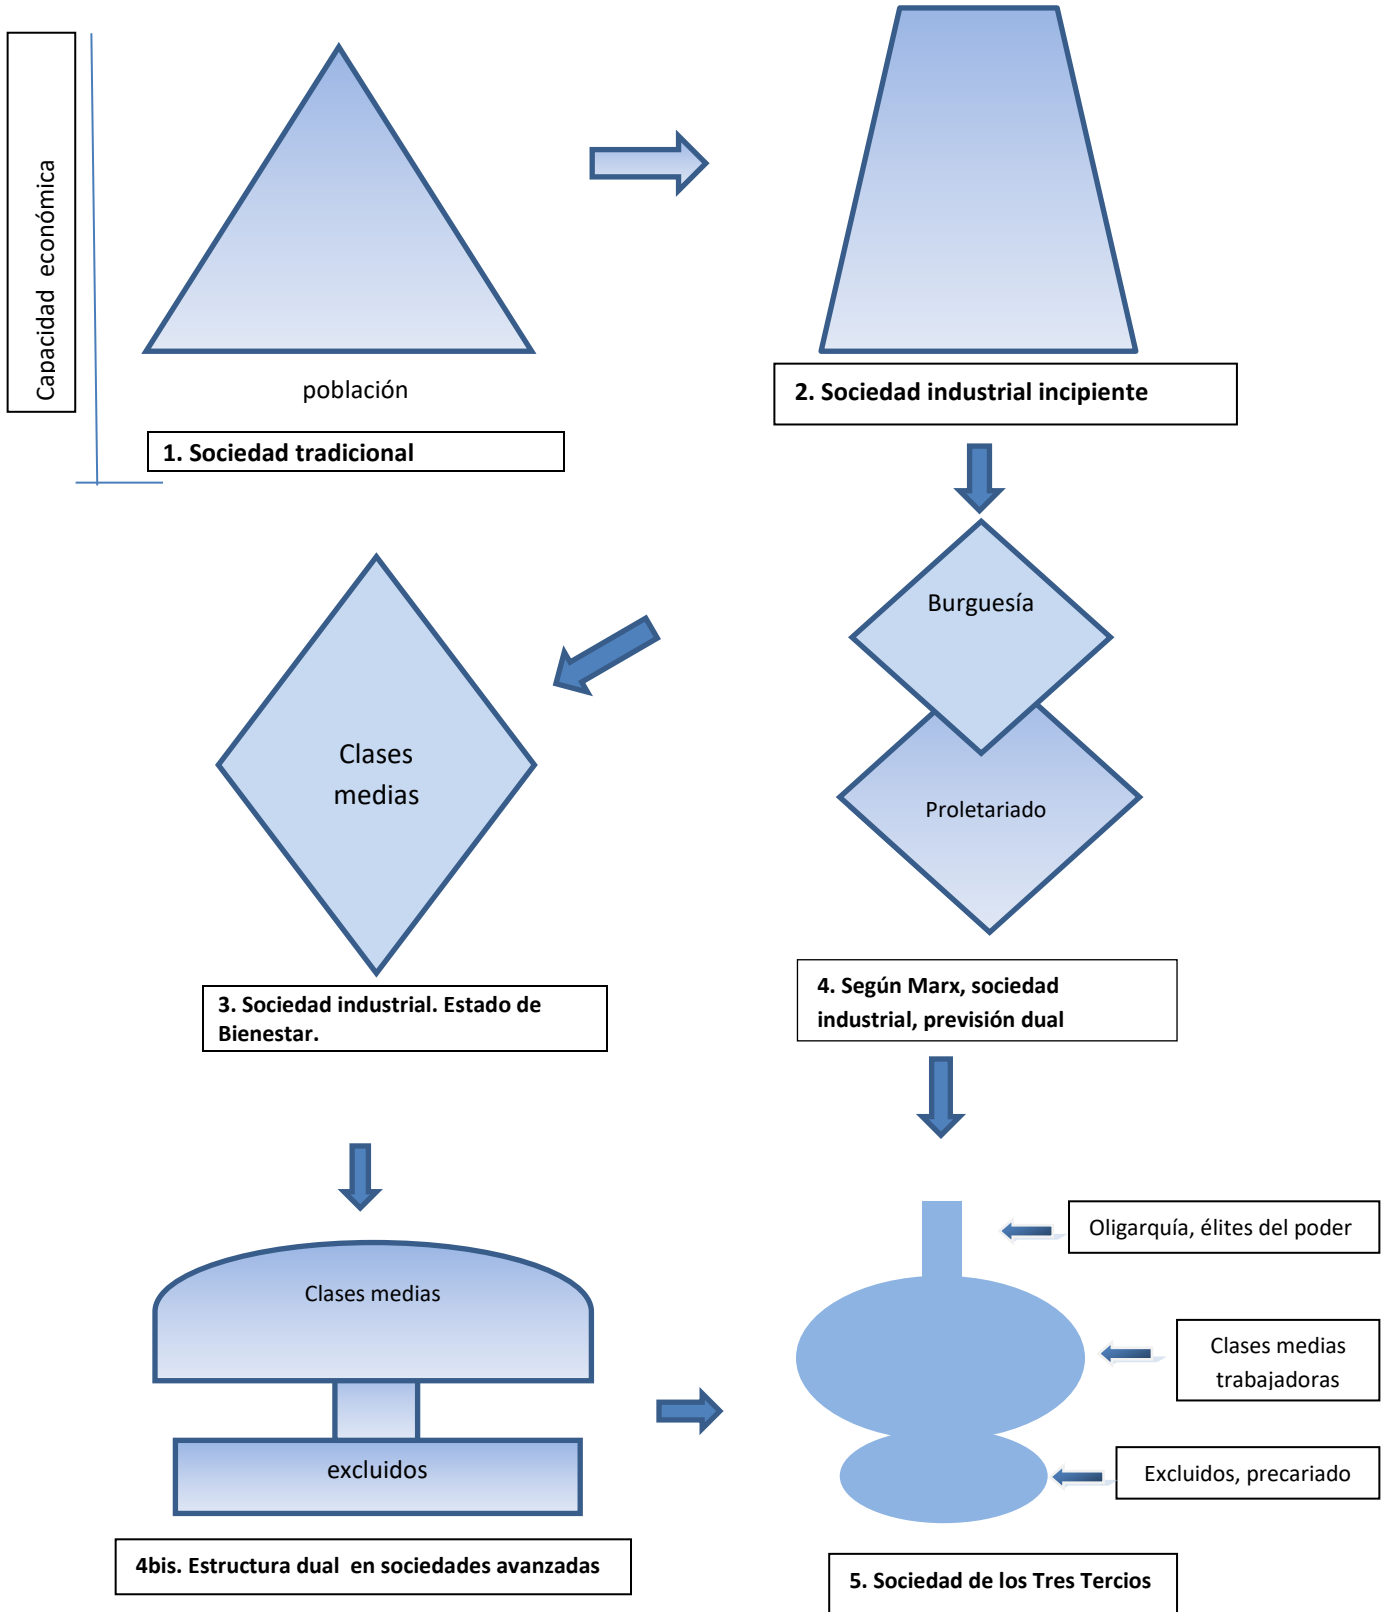 Capacidad económica
población
1. Sociedad tradicional
2. Sociedad industrial incipiente
Burguesía
Proletariado
Clases
medias
3. Sociedad industrial. Estado de
Bienestar.
4. Según Marx, sociedad
industrial, previsión dual
Clases medias
excluidos
4bis. Estructura dual en sociedades avanzadas
Oligarquía, élites del poder
Clases medias
trabajadoras
Excluidos, precariado
5. Sociedad de los Tres Tercios